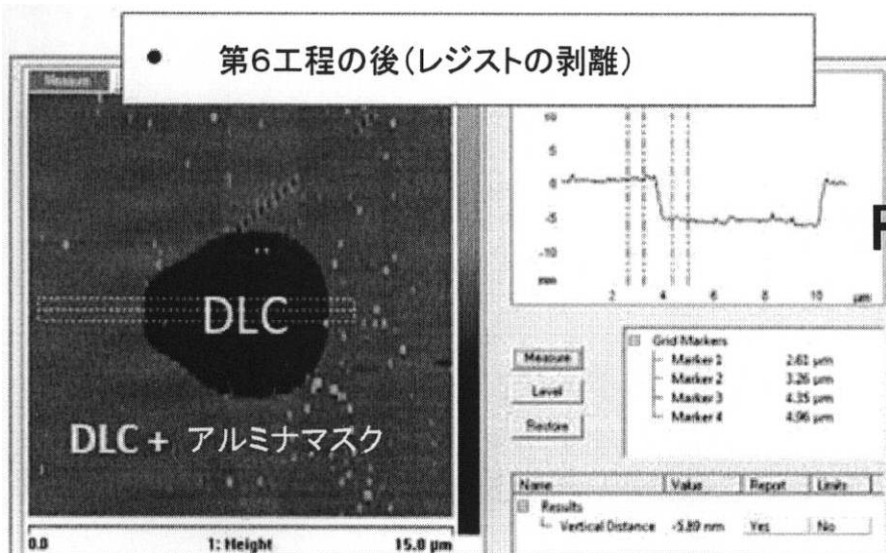 • 第6工程の後(レジストの剥離)
Measure
10
5
0
-5
-10
nm
2 4 6 8 10 μm
DLC
DLC + アルミナマスク
0.0 1: Height 15.0 μm
Measure
Level
Restore
Grid Markers
Marker 1 2.61 μm
Marker 2 3.26 μm
Marker 3 4.35 μm
Marker 4 4.96 μm
Name Value Report Limits
Results
Vertical Distance -5.89 nm Yes No